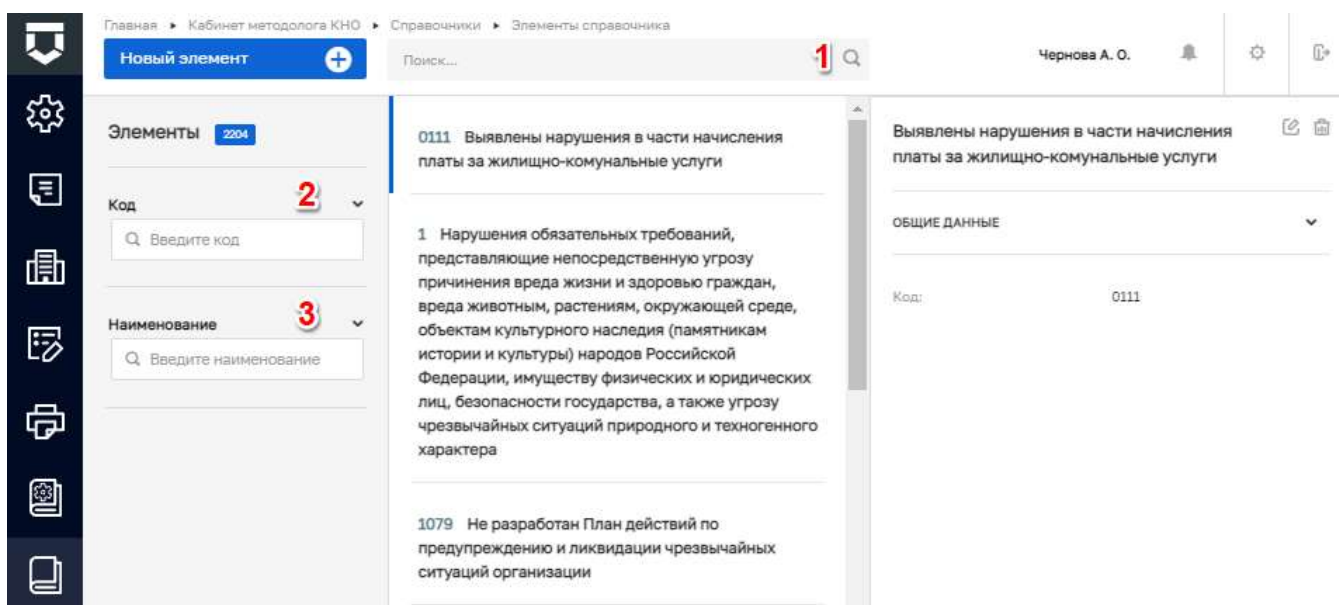 Главная ▸ Кабинет методолога КНО ▸ Справочники ▸ Элементы справочника
Новый элемент
Поиск...
1
Чернова А. О.
Элементы 2204
Код
2
Введите код
Наименование
3
Введите наименование
0111 Выявлены нарушения в части начисления
платы за жилищно-комунальные услуги
1 Нарушения обязательных требований,
представляющие непосредственную угрозу
причинения вреда жизни и здоровью граждан,
вреда животным, растениям, окружающей среде,
объектам культурного наследия (памятникам
истории и культуры) народов Российской
Федерации, имуществу физических и юридических
лиц, безопасности государства, а также угрозу
чрезвычайных ситуаций природного и техногенного
характера
1079 Не разработан План действий по
предупреждению и ликвидации чрезвычайных
ситуаций организации
Выявлены нарушения в части начисления
платы за жилищно-комунальные услуги
ОБЩИЕ ДАННЫЕ
Код: 0111